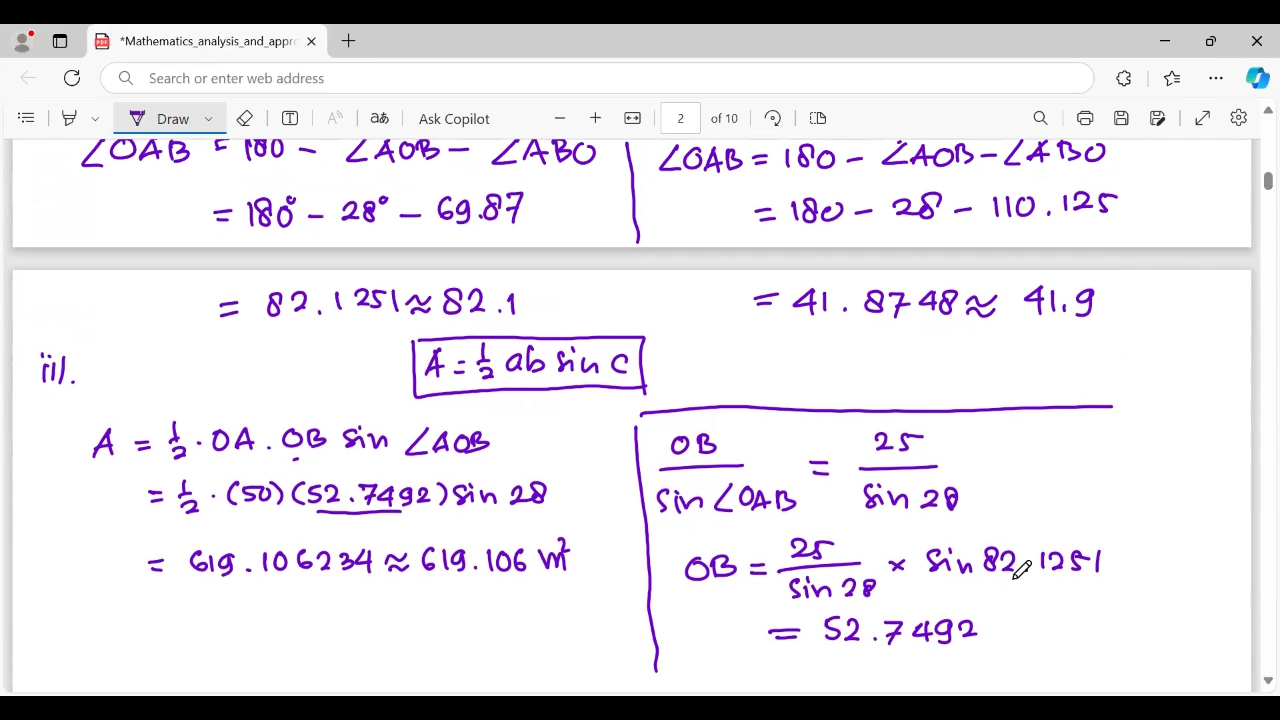 *Mathematics_analysis_and_appro
Search or enter web address
Draw
aあ
Ask Copilot
2 of 10
∠OAB = 180 - ∠AOB - ∠ABO
= 180° - 28° - 69.87
∠OAB = 180 - ∠AOB - ∠ABO
= 180 - 28 - 110.125
= 82.1251 ≈ 82.1
= 41.8748 ≈ 41.9
iii.
A = 1/2 ab sin C
A = 1/2 · OA . OB sin ∠AOB
= 1/2 · (50)(52.7492) sin 28
= 619.106234 ≈ 619.106 m²
OB / sin ∠OAB = 25 / sin 28
OB = 25 / sin 28 × sin 82.1251
= 52.7492